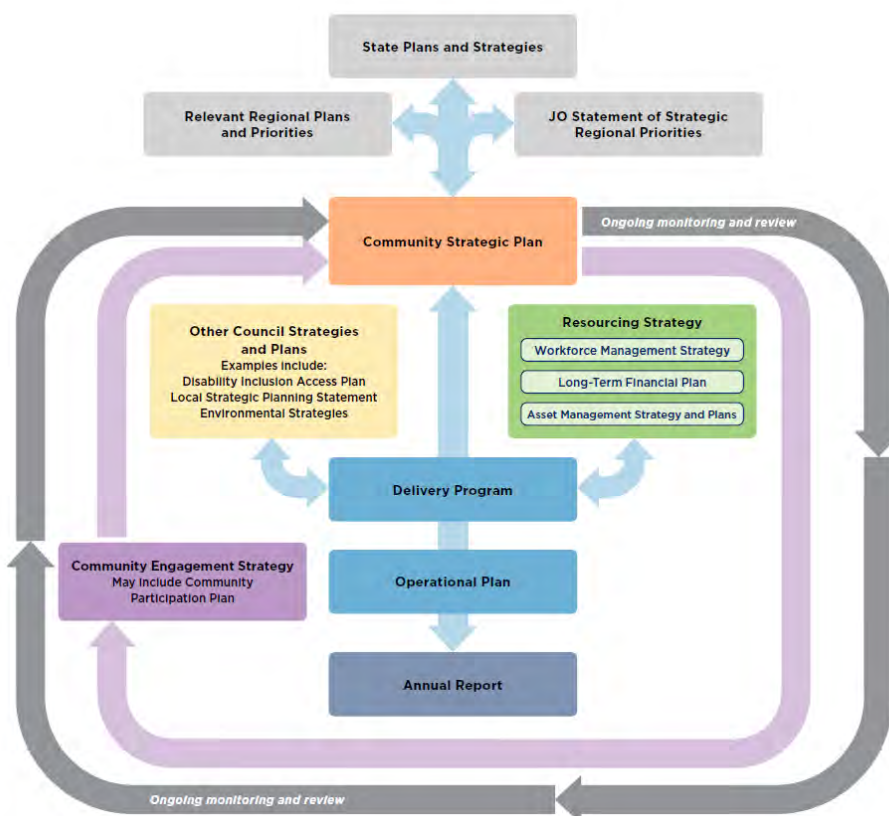 State Plans and Strategies
Relevant Regional Plans
and Priorities
JO Statement of Strategic
Regional Priorities
Ongoing monitoring and review
Community Strategic Plan
Other Council Strategies
and Plans
Examples include:
Disability Inclusion Access Plan
Local Strategic Planning Statement
Environmental Strategies
Resourcing Strategy
Workforce Management Strategy
Long-Term Financial Plan
Asset Management Strategy and Plans
Delivery Program
Community Engagement Strategy
May Include Community
Participation Plan
Operational Plan
Annual Report
Ongoing monitoring and review